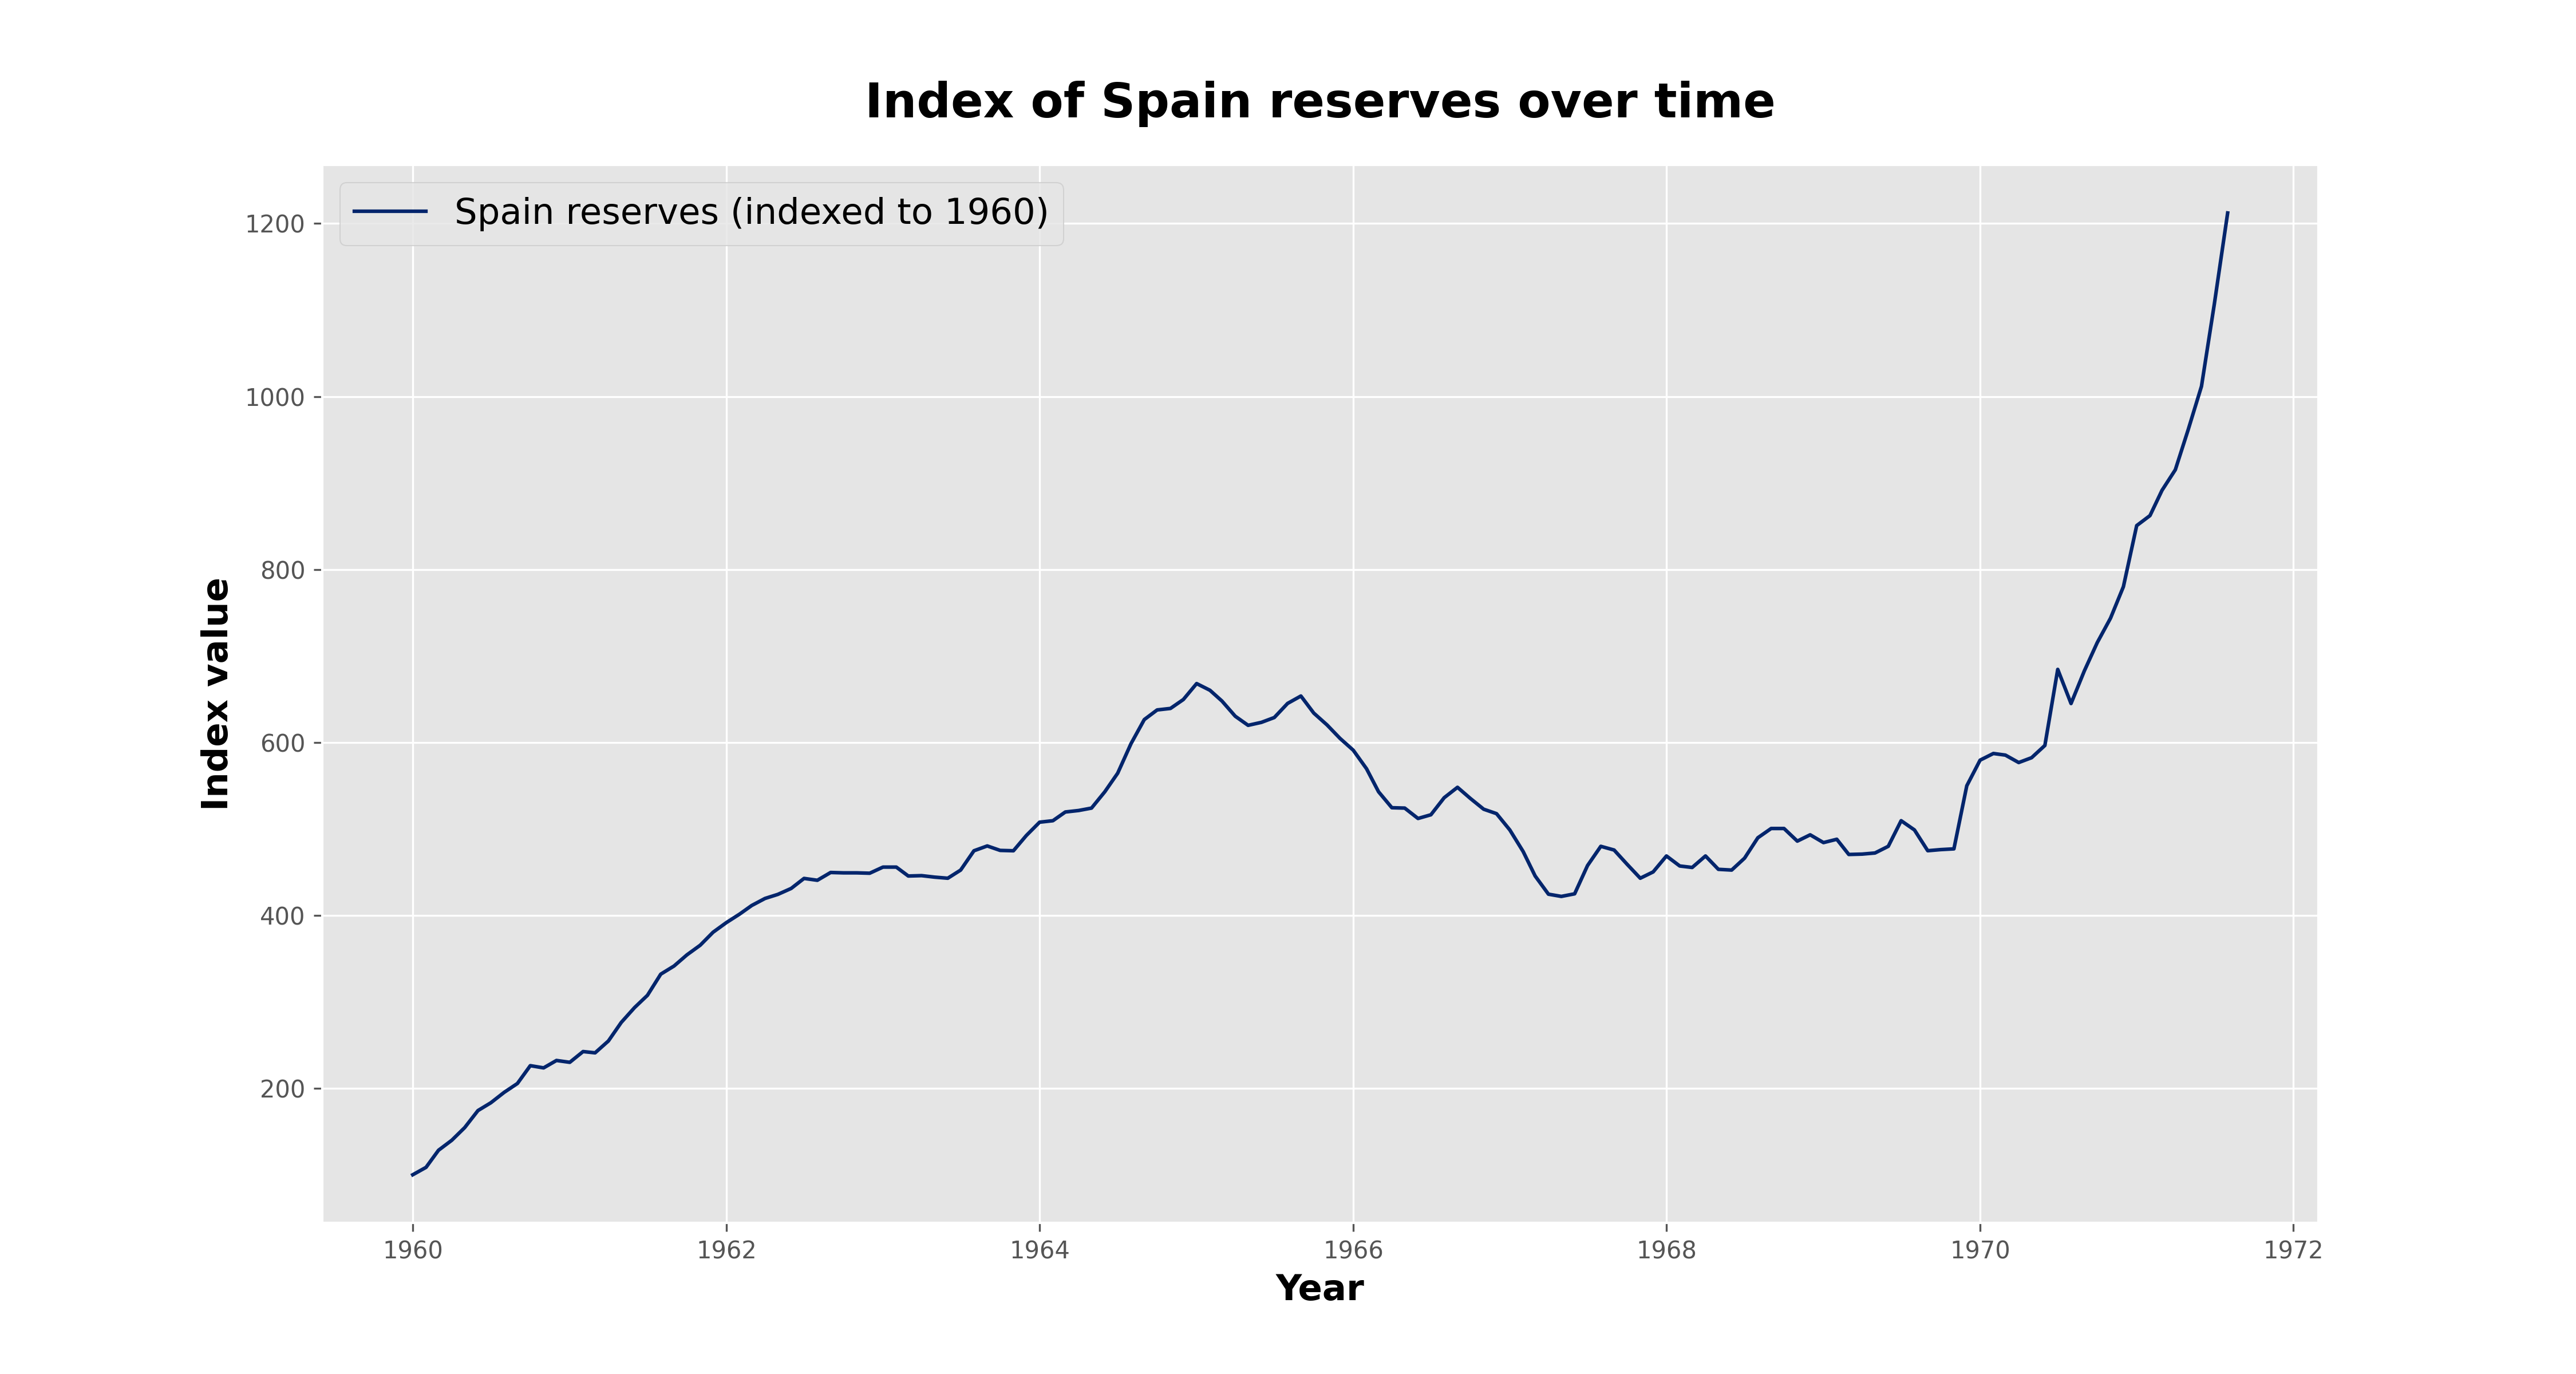 Index of Spain reserves over time
Spain reserves (indexed to 1960)
Index value
1200
1000
800
600
400
200
1960 1962 1964 1966 1968 1970 1972
Year